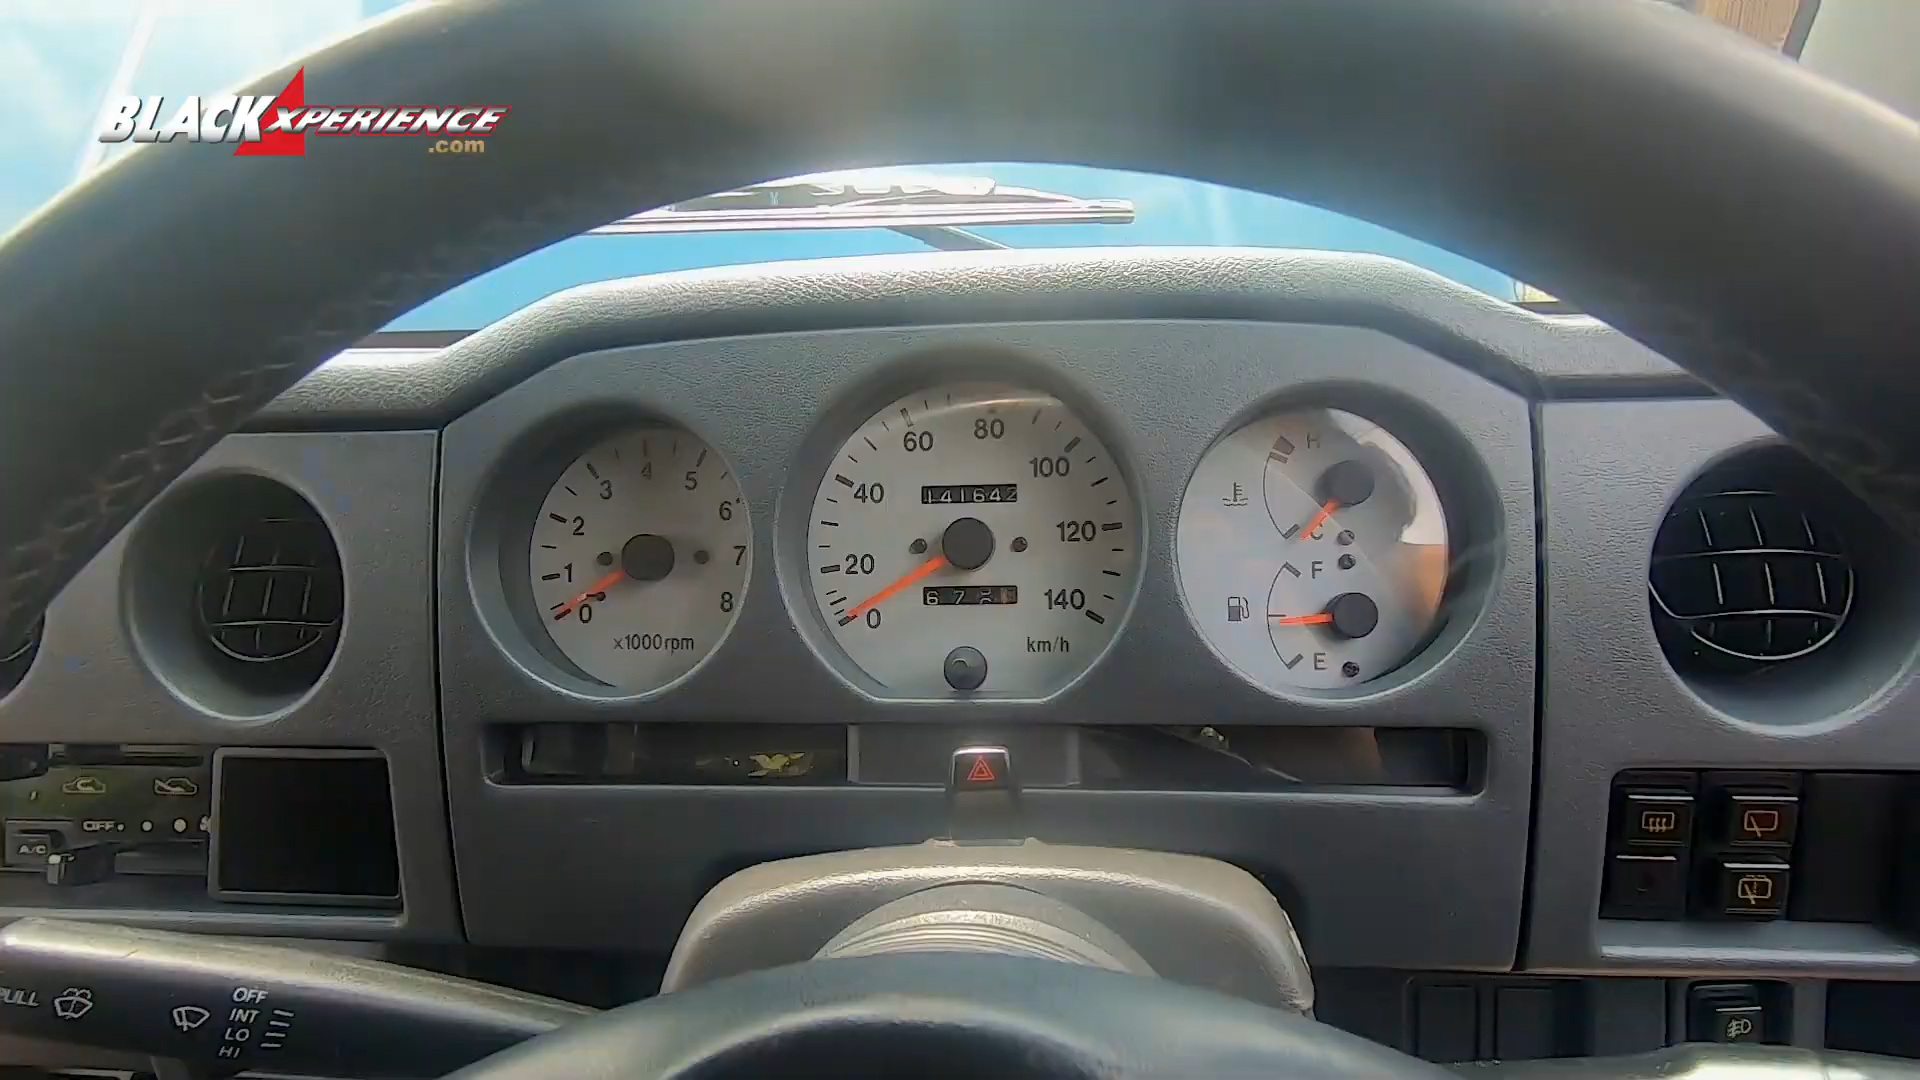 BLACKXPERIENCE
.com
0
1
2
3
4
5
6
7
8
x1000rpm
0
20
40
60
80
100
120
140
km/h
141642
H
C
F
E
OFF
A/C
PULL
OFF
INT
LO
HI